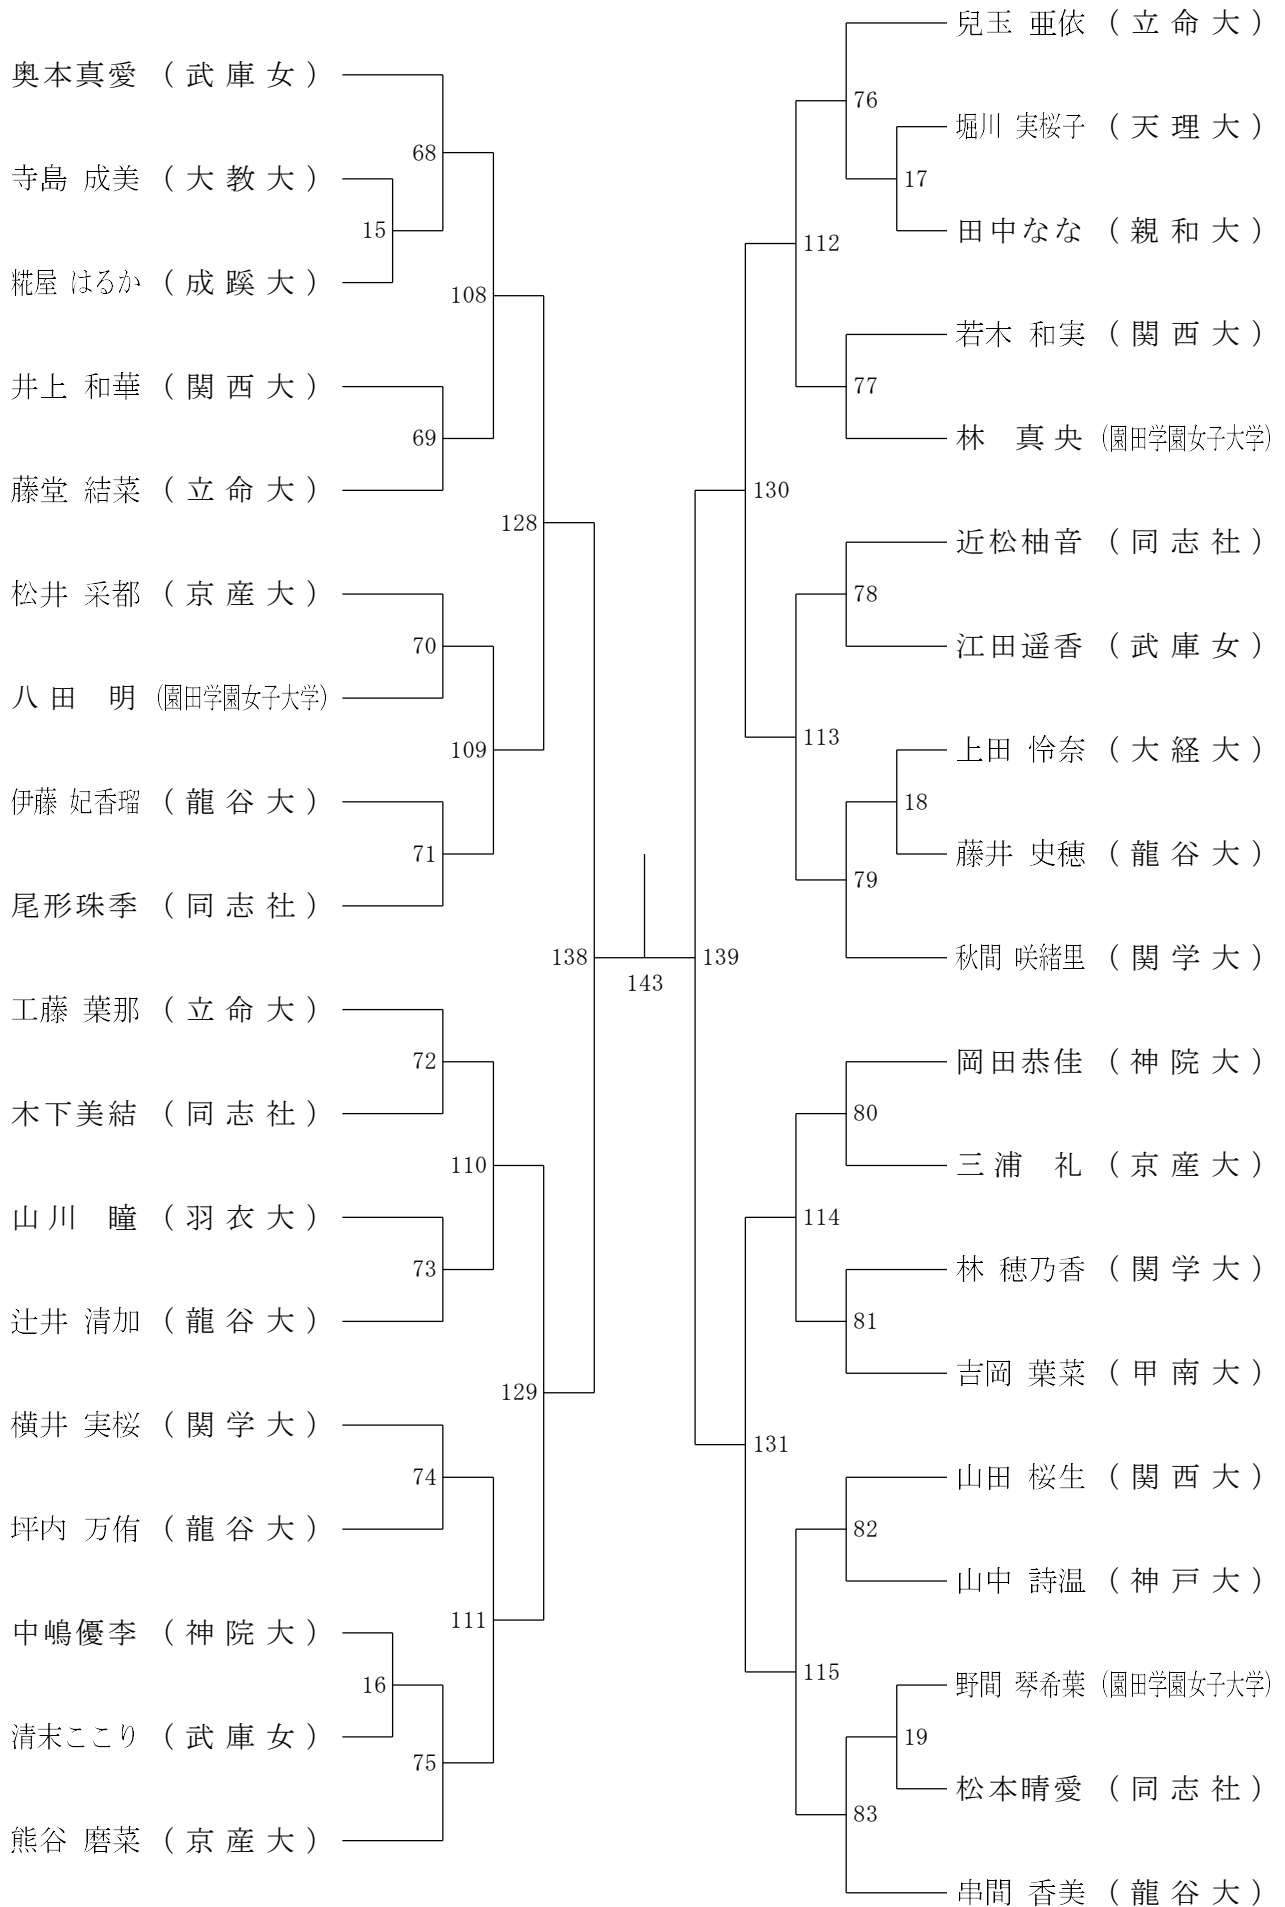 奥本真愛 （ 武 庫 女 ）
68
寺島 成美 （ 大 教 大 ）
15
糀屋 はるか （ 成 蹊 大 ）
108
井上 和華 （ 関 西 大 ）
69
藤堂 結菜 （ 立 命 大 ）
128
松井 采都 （ 京 産 大 ）
70
八 田 明 （園田学園女子大学）
109
伊藤 妃香瑠 （ 龍 谷 大 ）
71
尾形珠季 （ 同 志 社 ）
138
工藤 葉那 （ 立 命 大 ）
72
木下美結 （ 同 志 社 ）
110
山 川 瞳 （ 羽 衣 大 ）
73
辻井 清加 （ 龍 谷 大 ）
129
横井 実桜 （ 関 学 大 ）
74
坪内 万侑 （ 龍 谷 大 ）
111
中嶋優李 （ 神 院 大 ）
16
清末ここり （ 武 庫 女 ）
75
熊谷 磨菜 （ 京 産 大 ）
143
兒玉 亜依 （ 立 命 大 ）
76
堀川 実桜子 （ 天 理 大 ）
17
田中なな （ 親 和 大 ）
112
若木 和実 （ 関 西 大 ）
77
林 真 央 （園田学園女子大学）
130
近松柚音 （ 同 志 社 ）
78
江田遥香 （ 武 庫 女 ）
113
上田 怜奈 （ 大 経 大 ）
18
藤井 史穂 （ 龍 谷 大 ）
79
秋間 咲緒里 （ 関 学 大 ）
139
岡田恭佳 （ 神 院 大 ）
80
三 浦 礼 （ 京 産 大 ）
114
林 穂乃香 （ 関 学 大 ）
81
吉岡 葉菜 （ 甲 南 大 ）
131
山田 桜生 （ 関 西 大 ）
82
山中 詩温 （ 神 戸 大 ）
115
野間 琴希葉 （園田学園女子大学）
19
松本晴愛 （ 同 志 社 ）
83
串間 香美 （ 龍 谷 大 ）